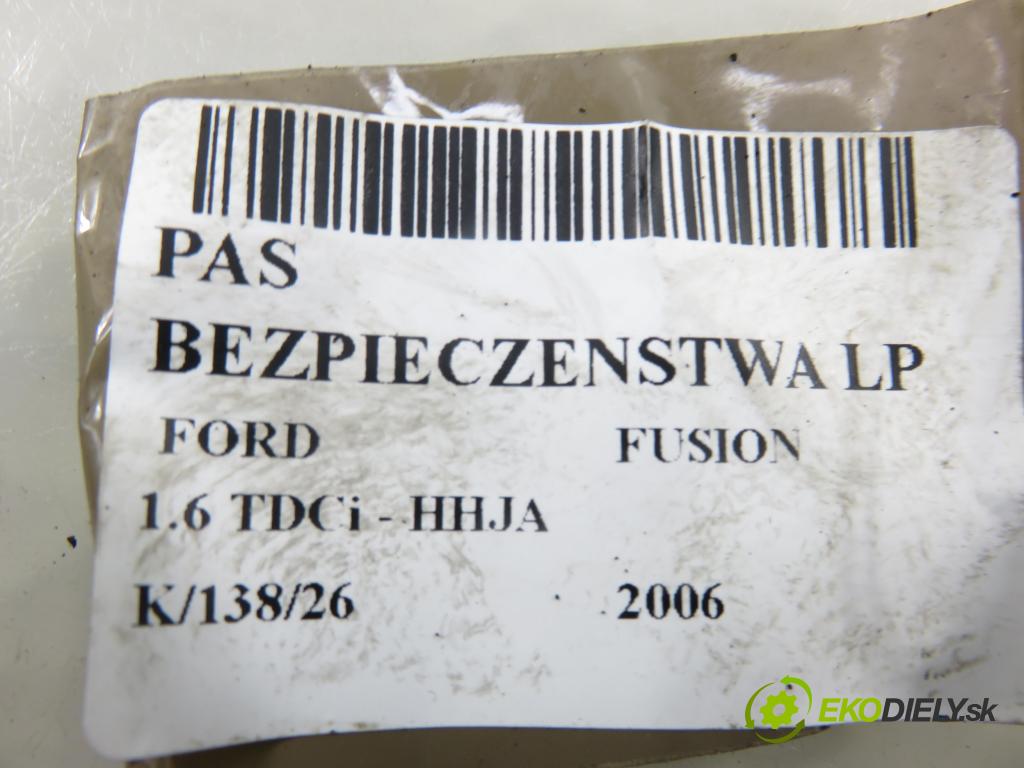 PAS
BEZPIECZENSTWA LP
FORD FUSION
1.6 TDCi - HHJA
K/138/26 2006
EKODIELY.sk